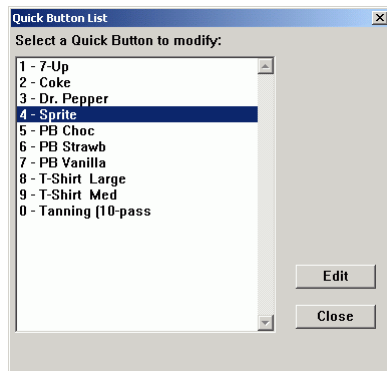 Quick Button List
Select a Quick Button to modify:
1 - 7-Up
2 - Coke
3 - Dr. Pepper
4 - Sprite
5 - PB Choc
6 - PB Strawb
7 - PB Vanilla
8 - T-Shirt  Large
9 - T-Shirt  Med
0 - Tanning (10-pass
Edit
Close